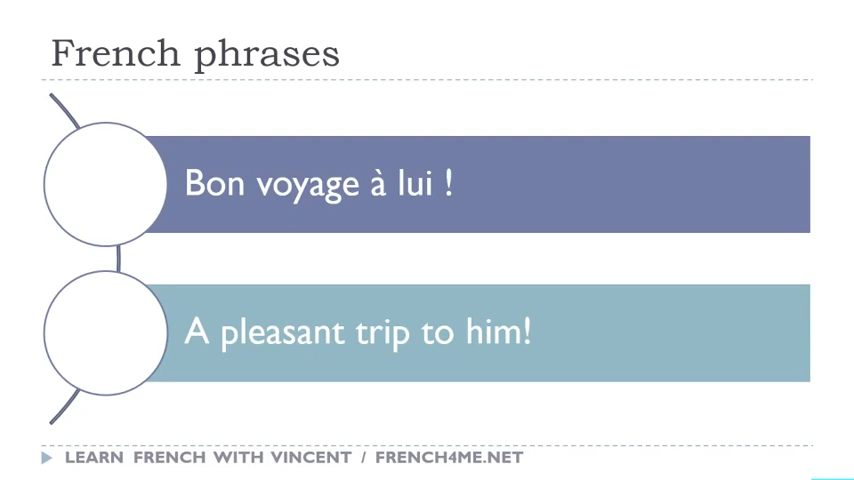 French phrases
Bon voyage à lui !
A pleasant trip to him!
LEARN FRENCH WITH VINCENT / FRENCH4ME.NET